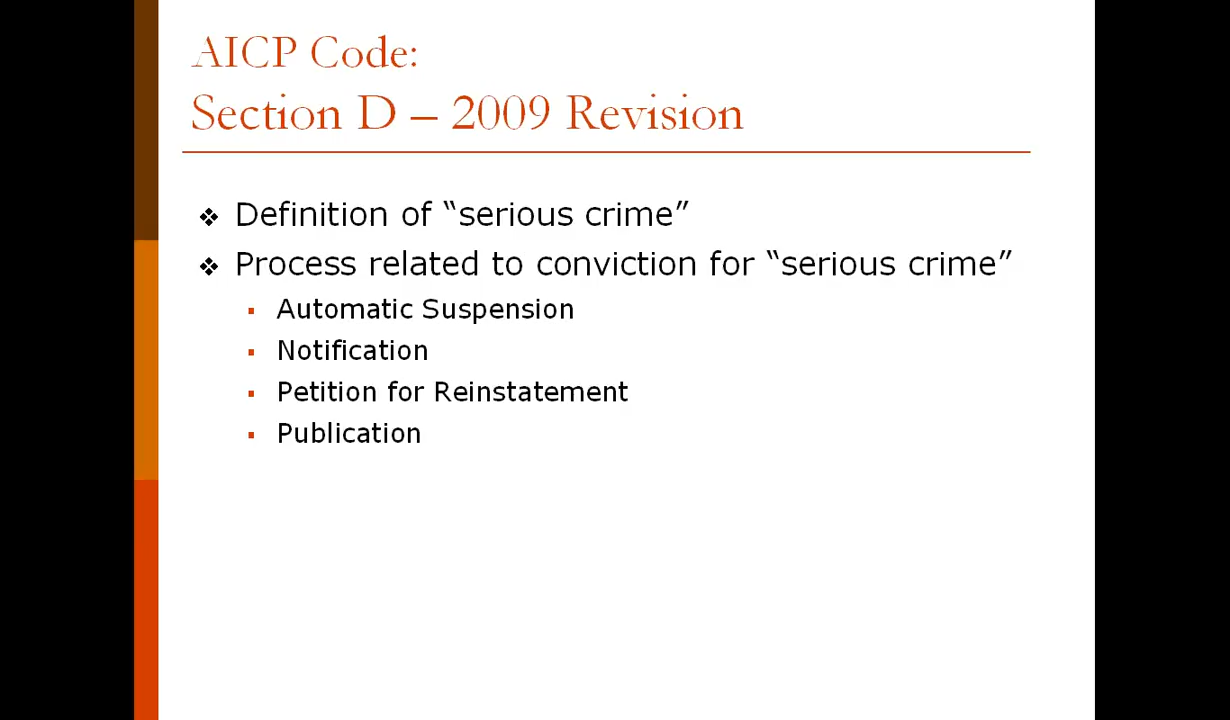 AICP Code:
Section D – 2009 Revision
❖ Definition of “serious crime”
❖ Process related to conviction for “serious crime”
▪ Automatic Suspension
▪ Notification
▪ Petition for Reinstatement
▪ Publication